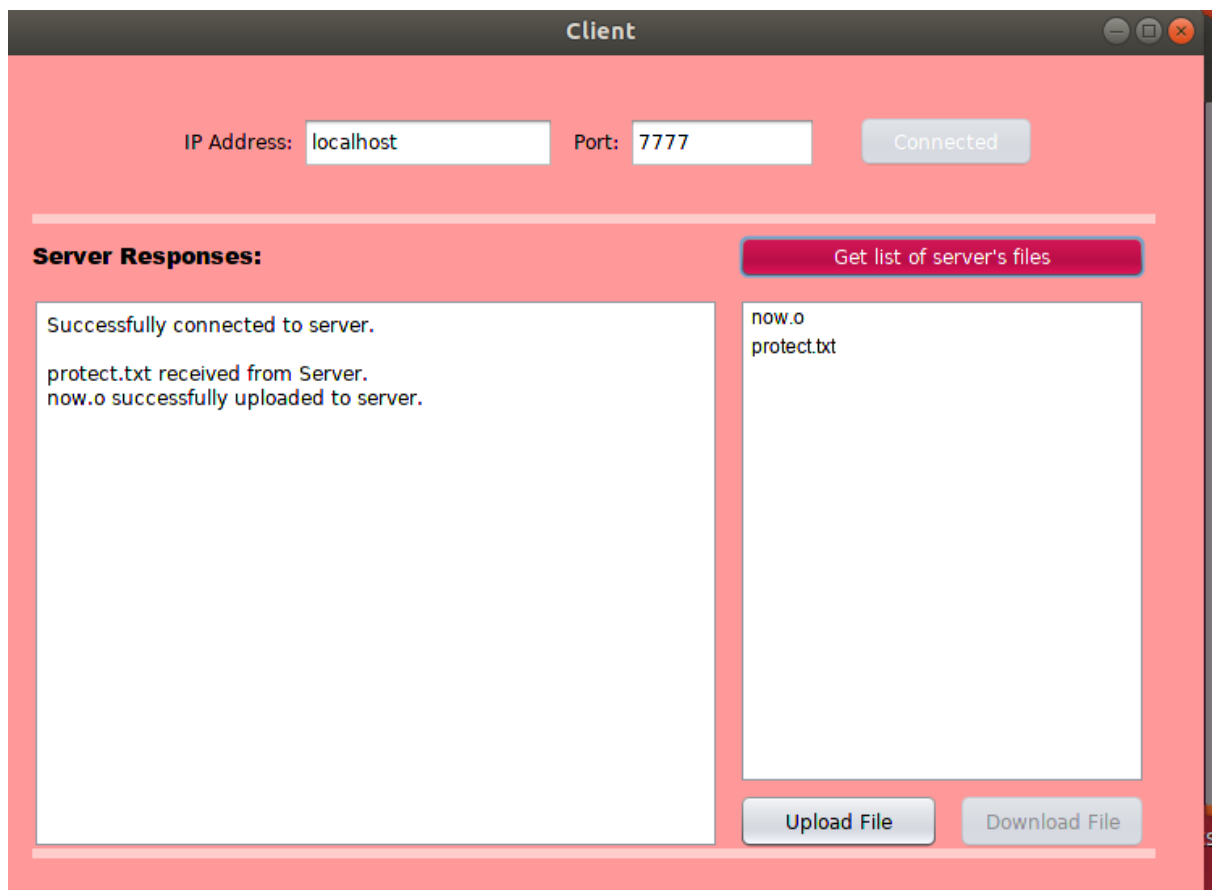 Client
IP Address: localhost Port: 7777 Connected
Server Responses:
Get list of server's files
Successfully connected to server.
protect.txt received from Server.
now.o successfully uploaded to server.
now.o
protect.txt
Upload File
Download File